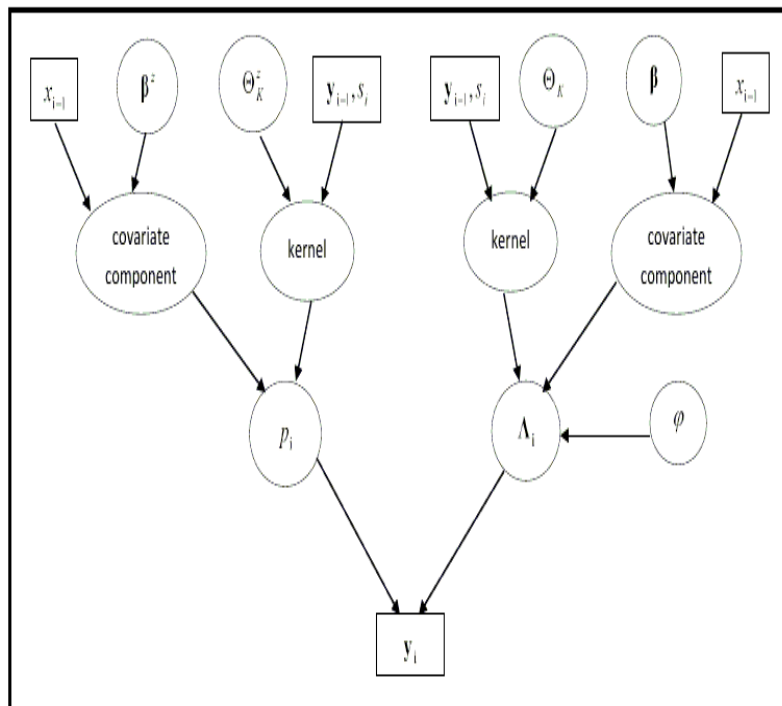 x_{i-1}
β^z
Θ_K^z
y_{i-1}, s_i
y_{i-1}, s_i
Θ_K
β
x_{i-1}
covariate
component
kernel
kernel
covariate
component
p_i
Λ_i
φ
y_i